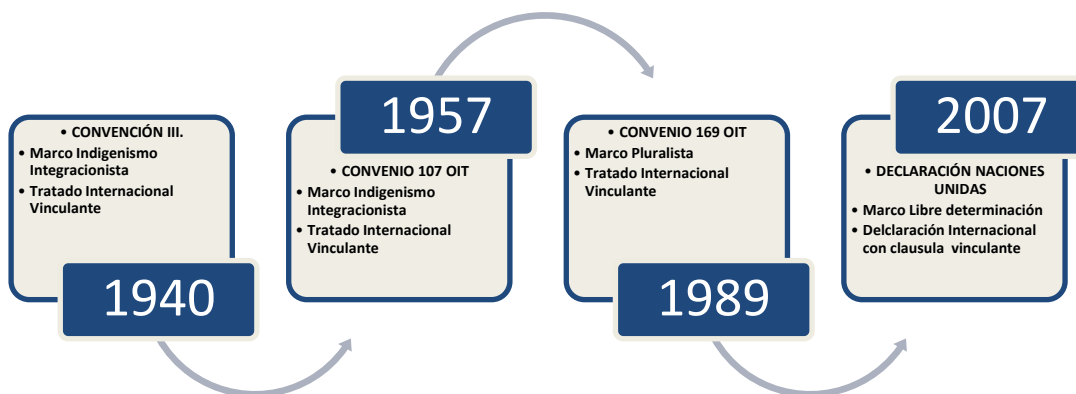 • CONVENCIÓN III.
• Marco Indigenismo
Integracionista
• Tratado Internacional
Vinculante
1940
1957
• CONVENIO 107 OIT
• Marco Indigenismo
Integracionista
• Tratado Internacional
Vinculante
• CONVENIO 169 OIT
• Marco Pluralista
• Tratado Internacional
Vinculante
1989
2007
• DECLARACIÓN NACIONES
UNIDAS
• Marco Libre determinación
• Delclaración Internacional
con clausula vinculante